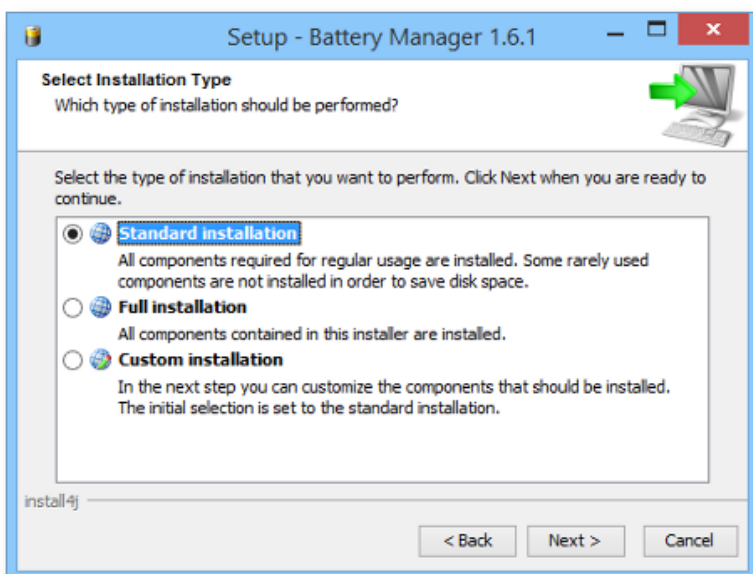 Setup - Battery Manager 1.6.1
Select Installation Type
Which type of installation should be performed?
Select the type of installation that you want to perform. Click Next when you are ready to
continue.
Standard installation
All components required for regular usage are installed. Some rarely used
components are not installed in order to save disk space.
Full installation
All components contained in this installer are installed.
Custom installation
In the next step you can customize the components that should be installed.
The initial selection is set to the standard installation.
install4j
< Back Next > Cancel